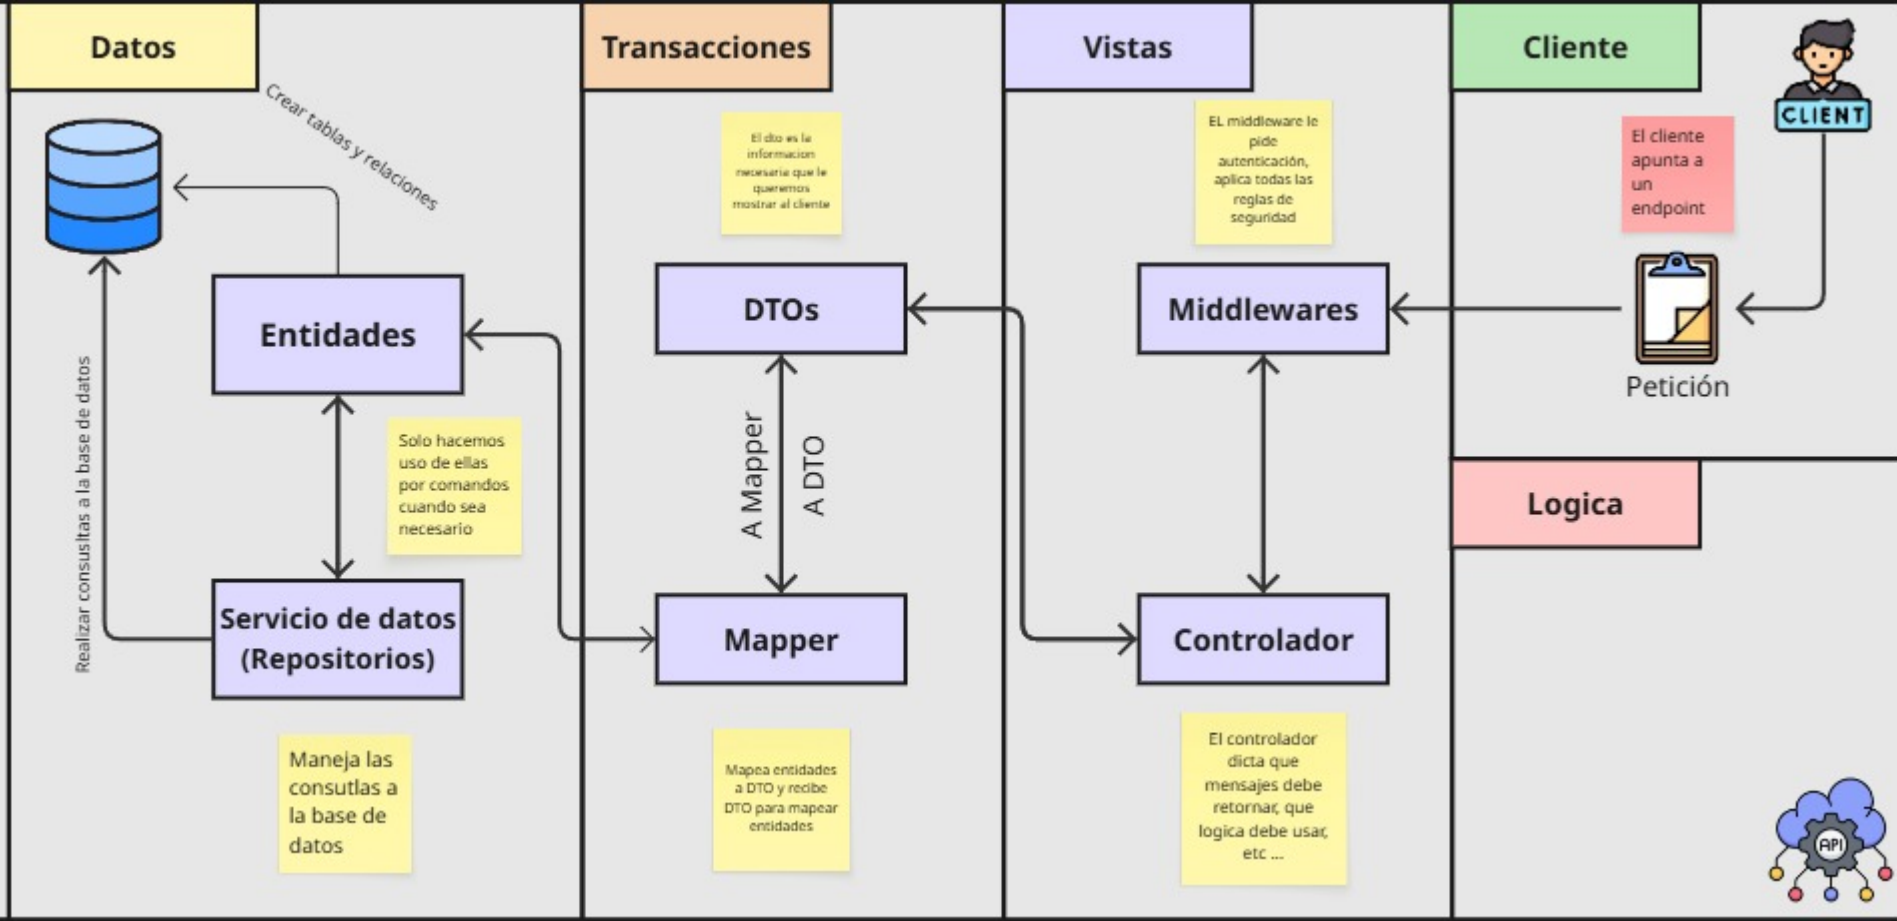 Datos
Crear tablas y relaciones
Entidades
Solo hacemos
uso de ellas
por comandos
cuando sea
necesario
Realizar consusltas a la base de datos
Servicio de datos
(Repositorios)
Maneja las
consutlas a
la base de
datos
Transacciones
El dto es la
informacion
necesaria que le
queremos
mostrar al cliente
DTOs
A Mapper
A DTO
Mapper
Mapea entidades
a DTO y recibe
DTO para mapear
entidades
Vistas
EL middleware le
pide
autenticación,
aplica todas las
reglas de
seguridad
Middlewares
Controlador
El controlador
dicta que
mensajes debe
retornar, que
logica debe usar,
etc ...
Cliente
CLIENT
El cliente
apunta a
un
endpoint
Petición
Logica
API